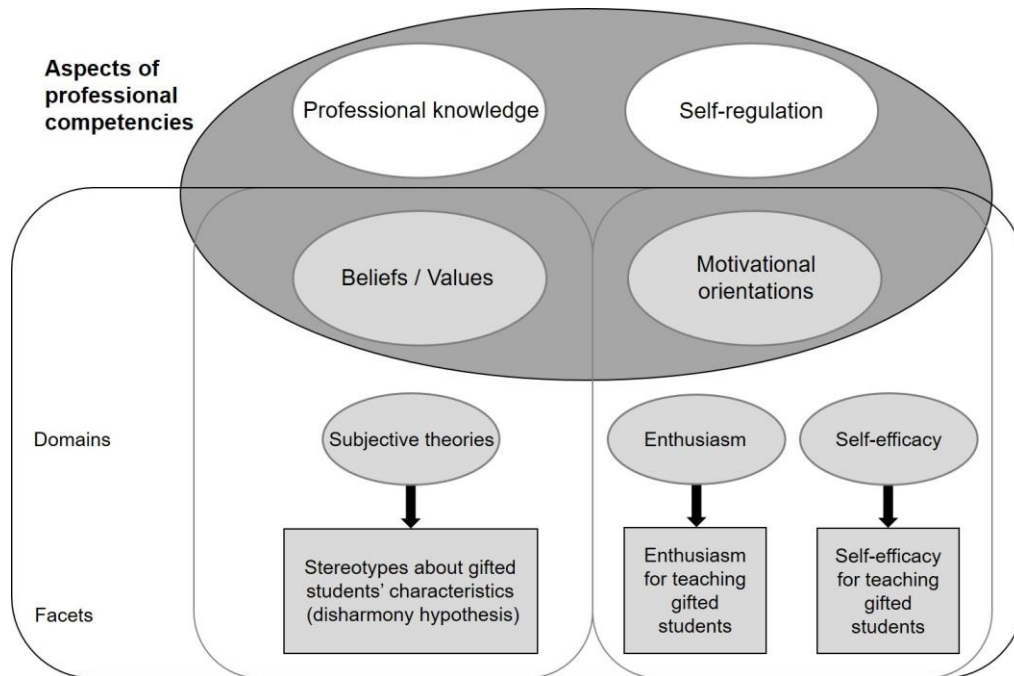 Aspects of
professional
competencies
Professional knowledge
Self-regulation
Beliefs / Values
Motivational
orientations
Domains
Subjective theories
Enthusiasm
Self-efficacy
Facets
Stereotypes about gifted
students’ characteristics
(disharmony hypothesis)
Enthusiasm
for teaching
gifted
students
Self-efficacy
for teaching
gifted
students